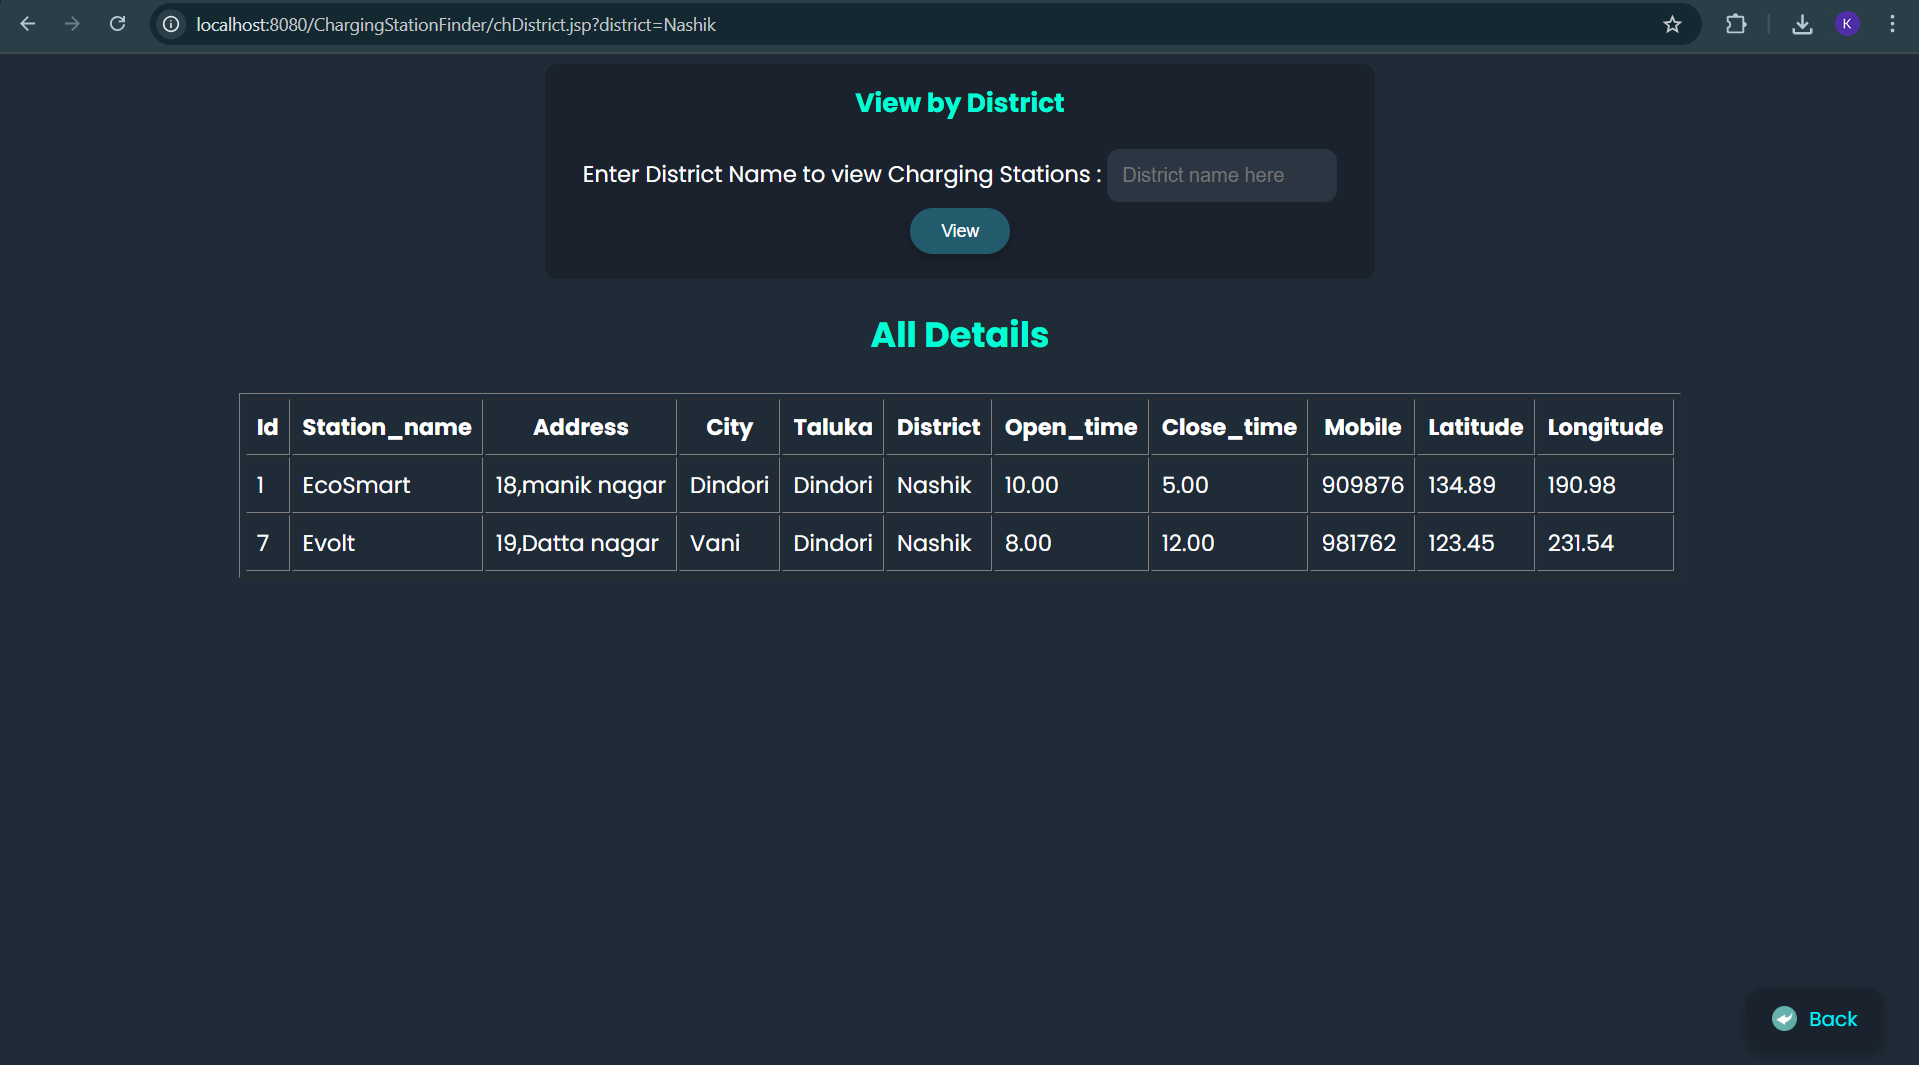 localhost:8080/ChargingStationFinder/chDistrict.jsp?district=Nashik
K
View by District
Enter District Name to view Charging Stations : District name here
View
All Details
Id Station_name Address City Taluka District Open_time Close_time Mobile Latitude Longitude
1 EcoSmart 18,manik nagar Dindori Dindori Nashik 10.00 5.00 909876 134.89 190.98
7 Evolt 19,Datta nagar Vani Dindori Nashik 8.00 12.00 981762 123.45 231.54
Back